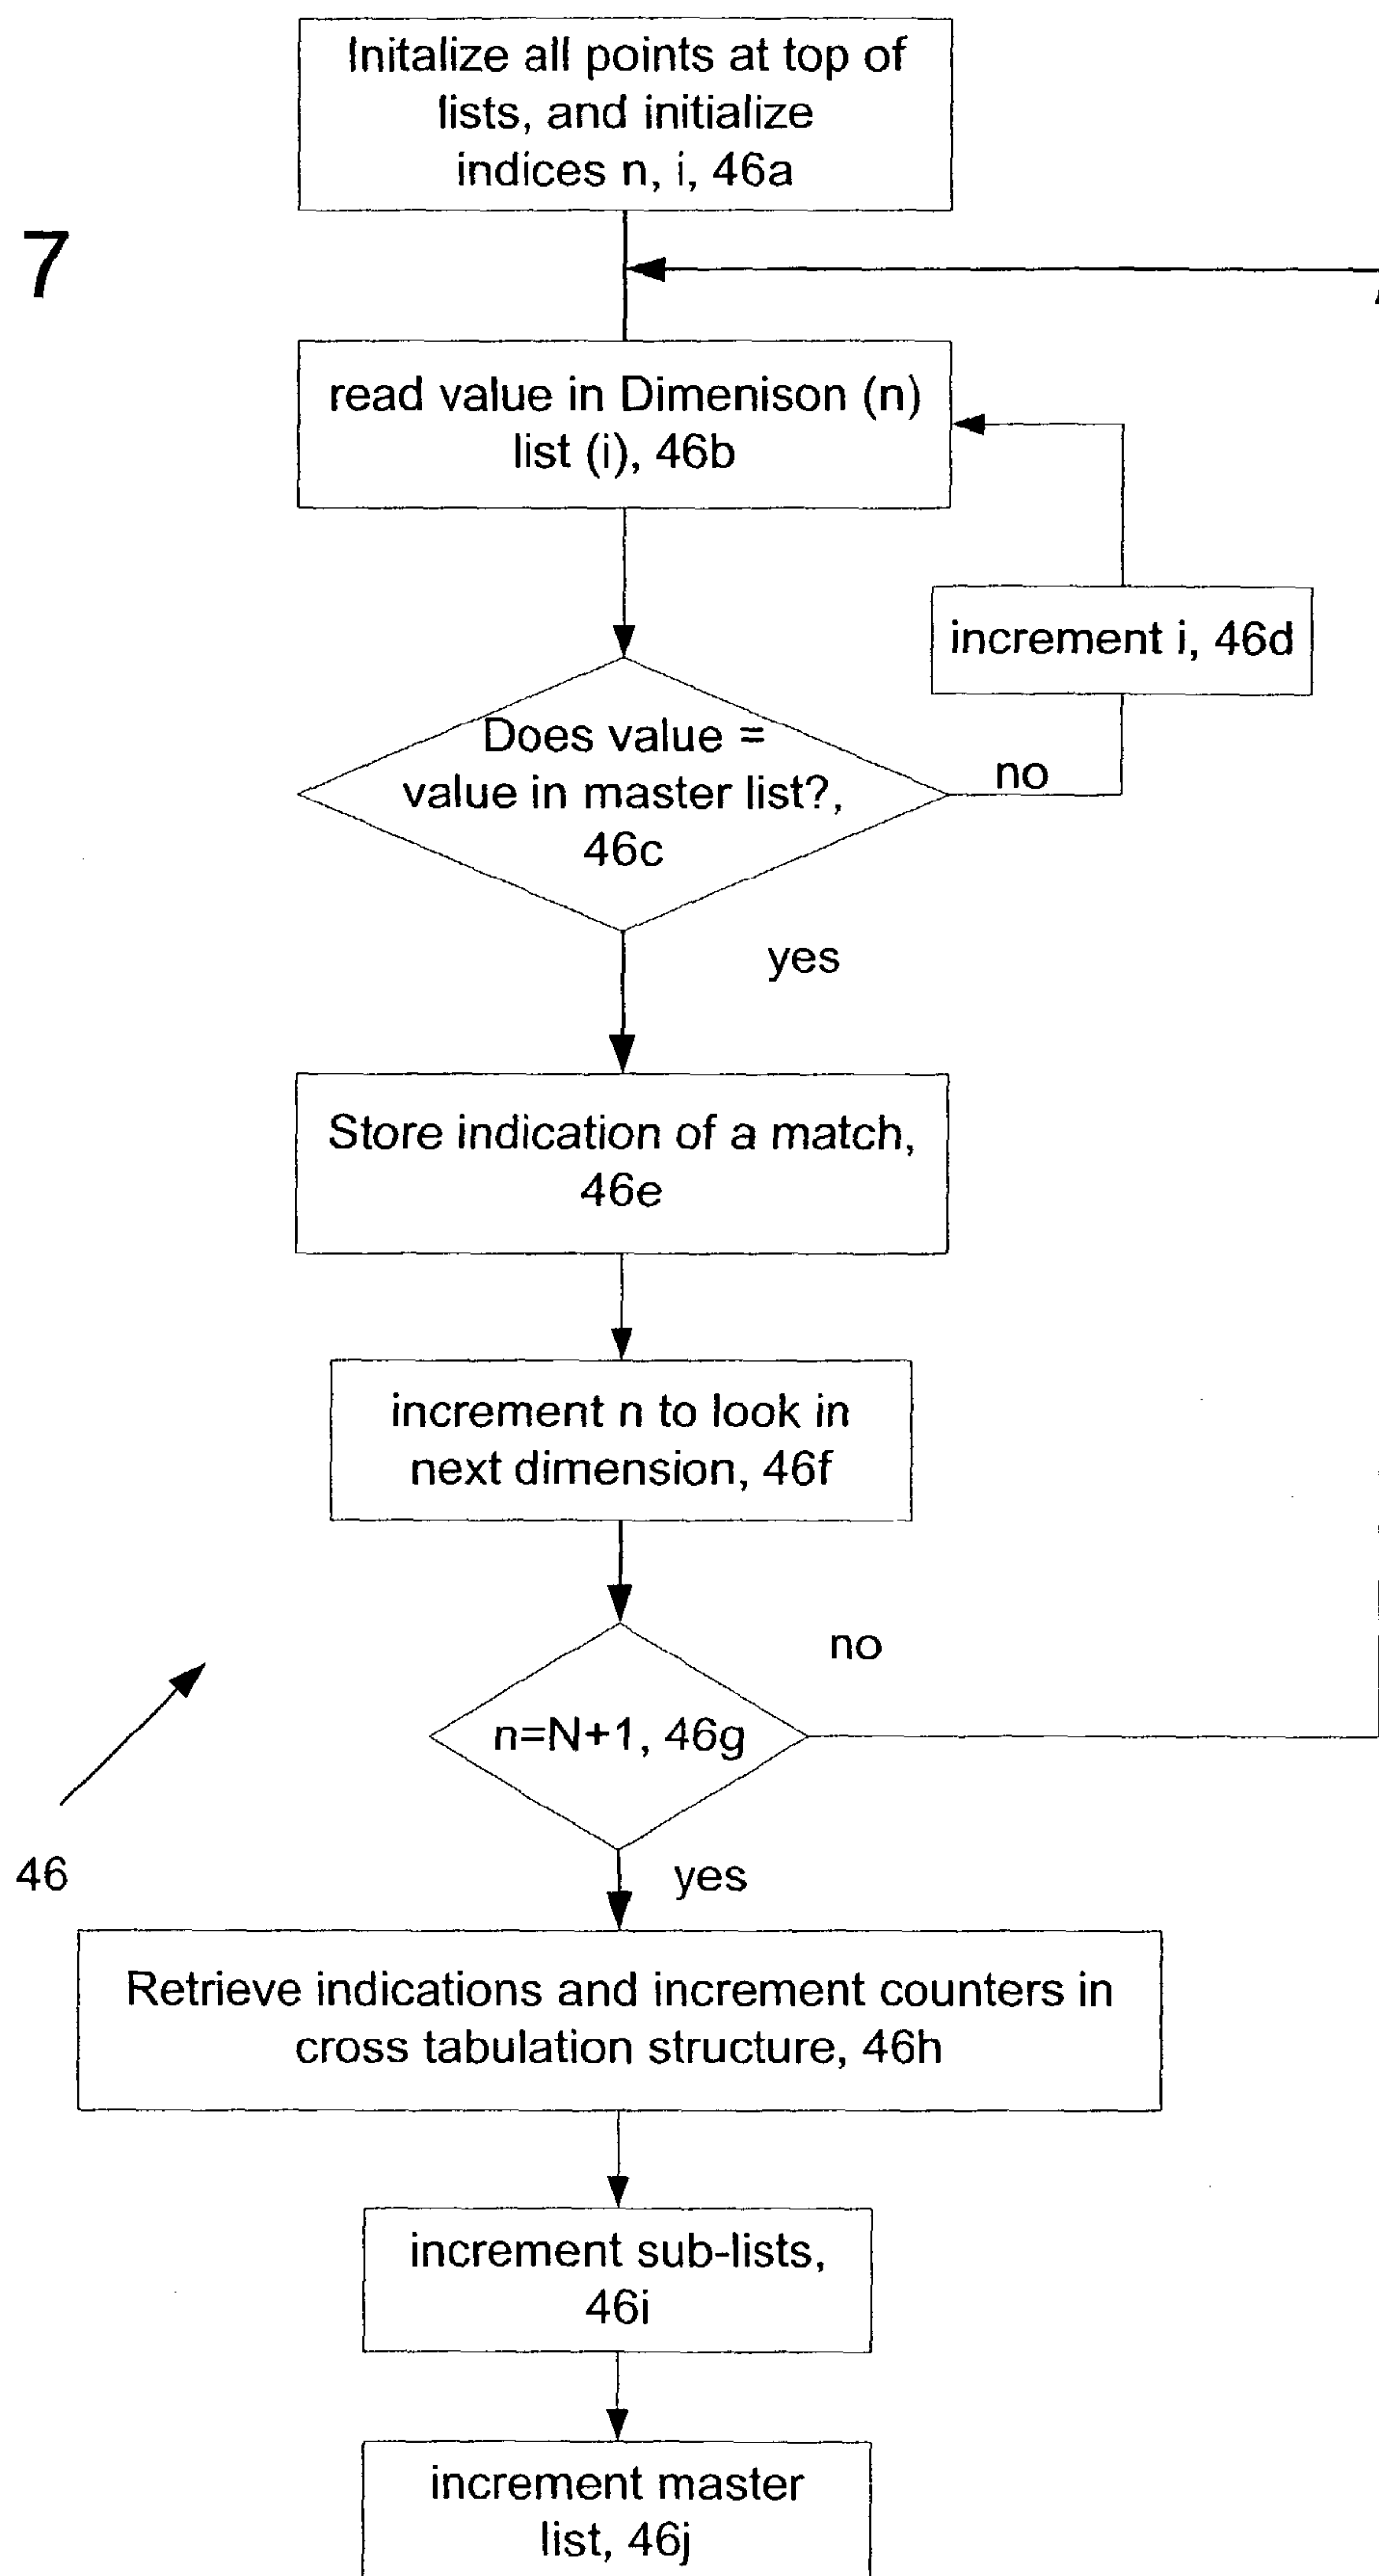 Initalize all points at top of
lists, and initialize
indices n, i, 46a
7
read value in Dimenison (n)
list (i), 46b
increment i, 46d
Does value =
value in master list?,
46c
no
yes
Store indication of a match,
46e
increment n to look in
next dimension, 46f
no
n=N+1, 46g
46
yes
Retrieve indications and increment counters in
cross tabulation structure, 46h
increment sub-lists,
46i
increment master
list, 46j